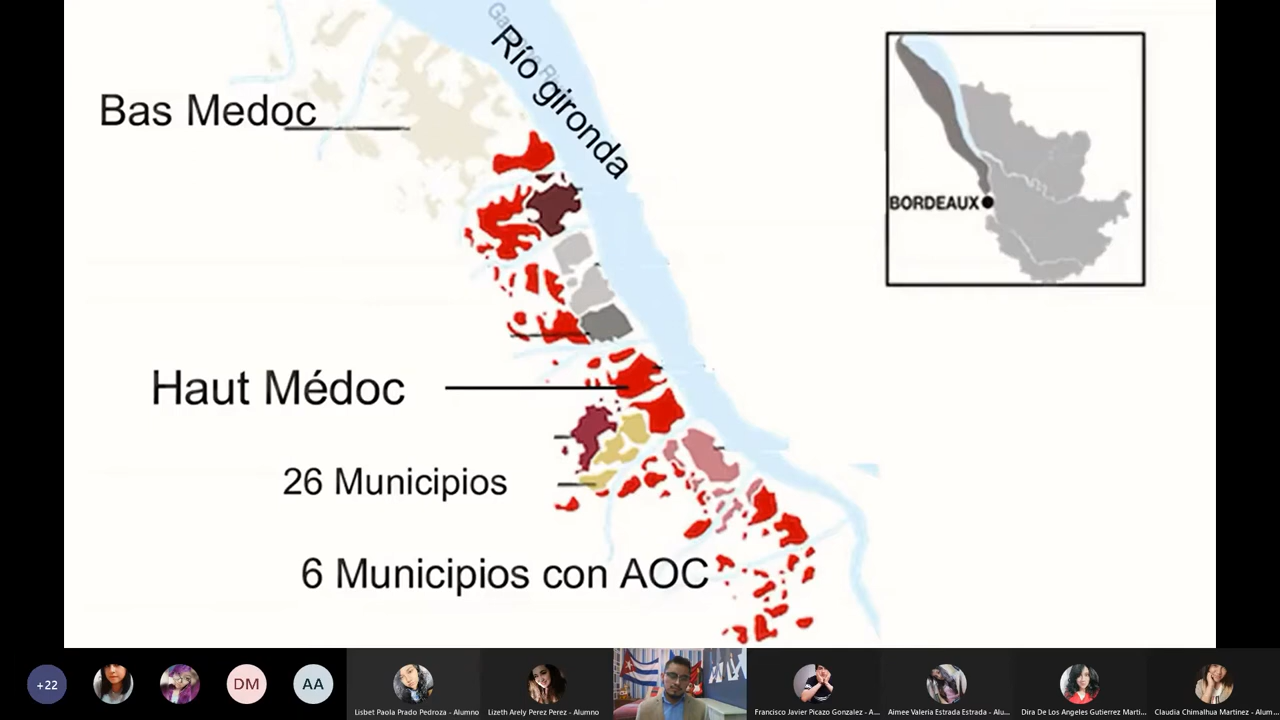 Río gironda
Bas Medoc
BORDEAUX
Haut Médoc
26 Municipios
6 Municipios con AOC
+22
DM
AA
Lisbet Paola Prado Pedroza - Alumno
Lizeth Arely Perez Perez - Alumno
Francisco Javier Picazo Gonzalez - A...
Aimee Valeria Estrada Estrada - Alu...
Dira De Los Angeles Gutierrez Marti...
Claudia Chimalhua Martinez - Alum...